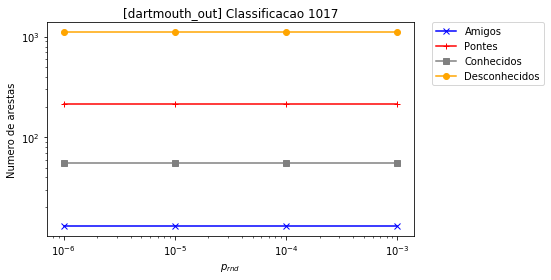 [dartmouth_out] Classificacao 1017
Numero de arestas
10³
10²
10⁻⁶ 10⁻⁵ 10⁻⁴ 10⁻³
p_rnd
Amigos
Pontes
Conhecidos
Desconhecidos